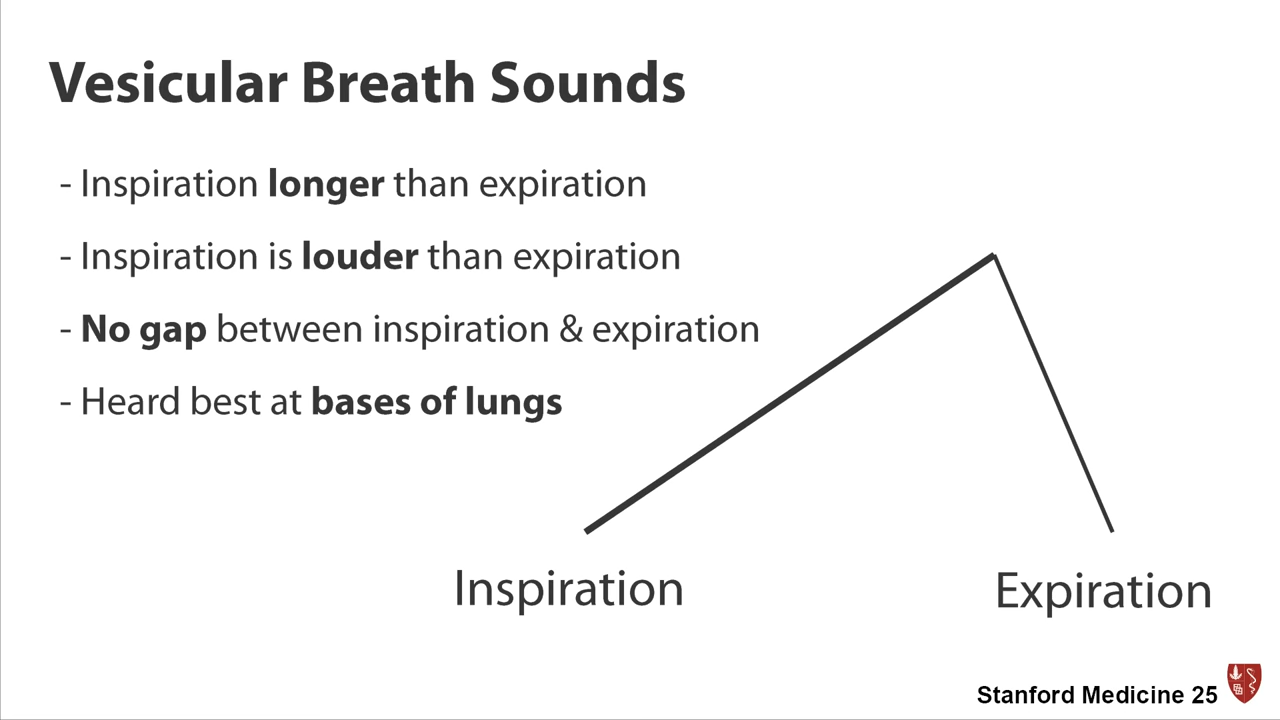 Vesicular Breath Sounds
- Inspiration longer than expiration
- Inspiration is louder than expiration
- No gap between inspiration & expiration
- Heard best at bases of lungs
Inspiration
Expiration
Stanford Medicine 25